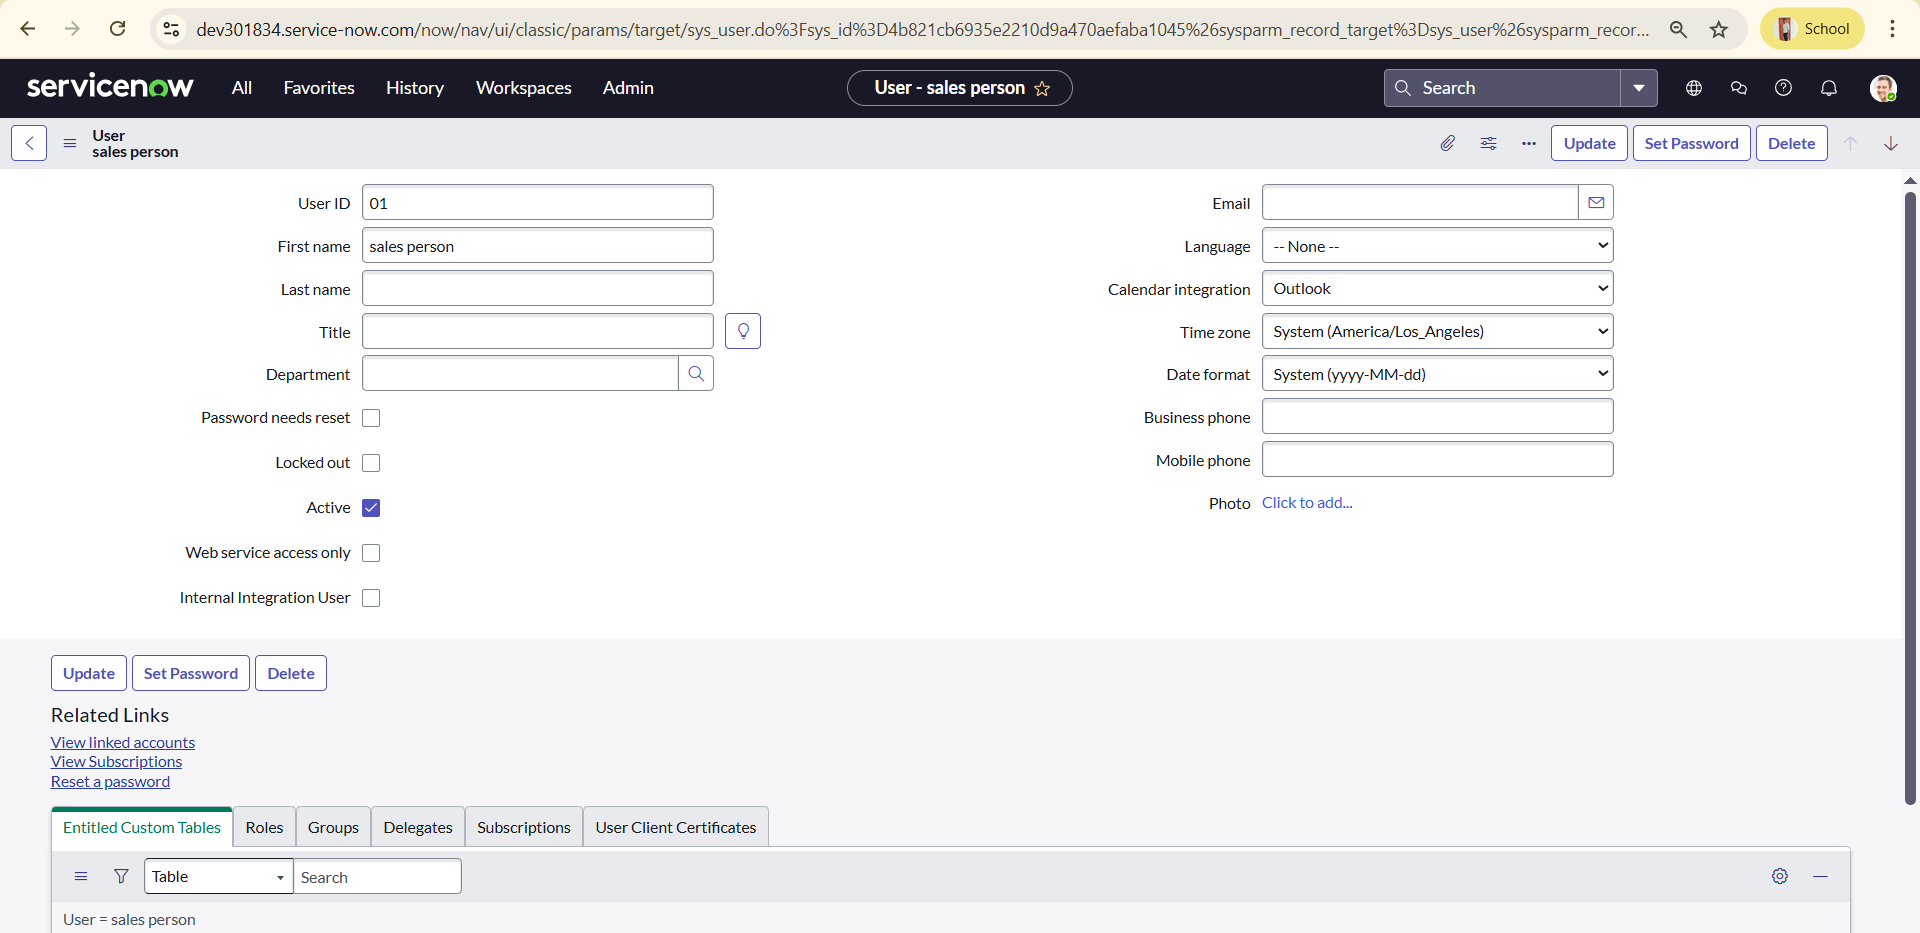 dev301834.service-now.com/now/nav/ui/classic/params/target/sys_user.do%3Fsys_id%3D4b821cb6935e2210d9a470aefaba1045%26sysparm_record_target%3Dsys_user%26sysparm_recor...
School
servicenow
All
Favorites
History
Workspaces
Admin
User - sales person
Search
User
sales person
Update
Set Password
Delete
User ID
01
First name
sales person
Last name
Title
Department
Password needs reset
Locked out
Active
Web service access only
Internal Integration User
Email
Language
-- None --
Calendar integration
Outlook
Time zone
System (America/Los_Angeles)
Date format
System (yyyy-MM-dd)
Business phone
Mobile phone
Photo
Click to add...
Update
Set Password
Delete
Related Links
View linked accounts
View Subscriptions
Reset a password
Entitled Custom Tables
Roles
Groups
Delegates
Subscriptions
User Client Certificates
Table
Search
User = sales person